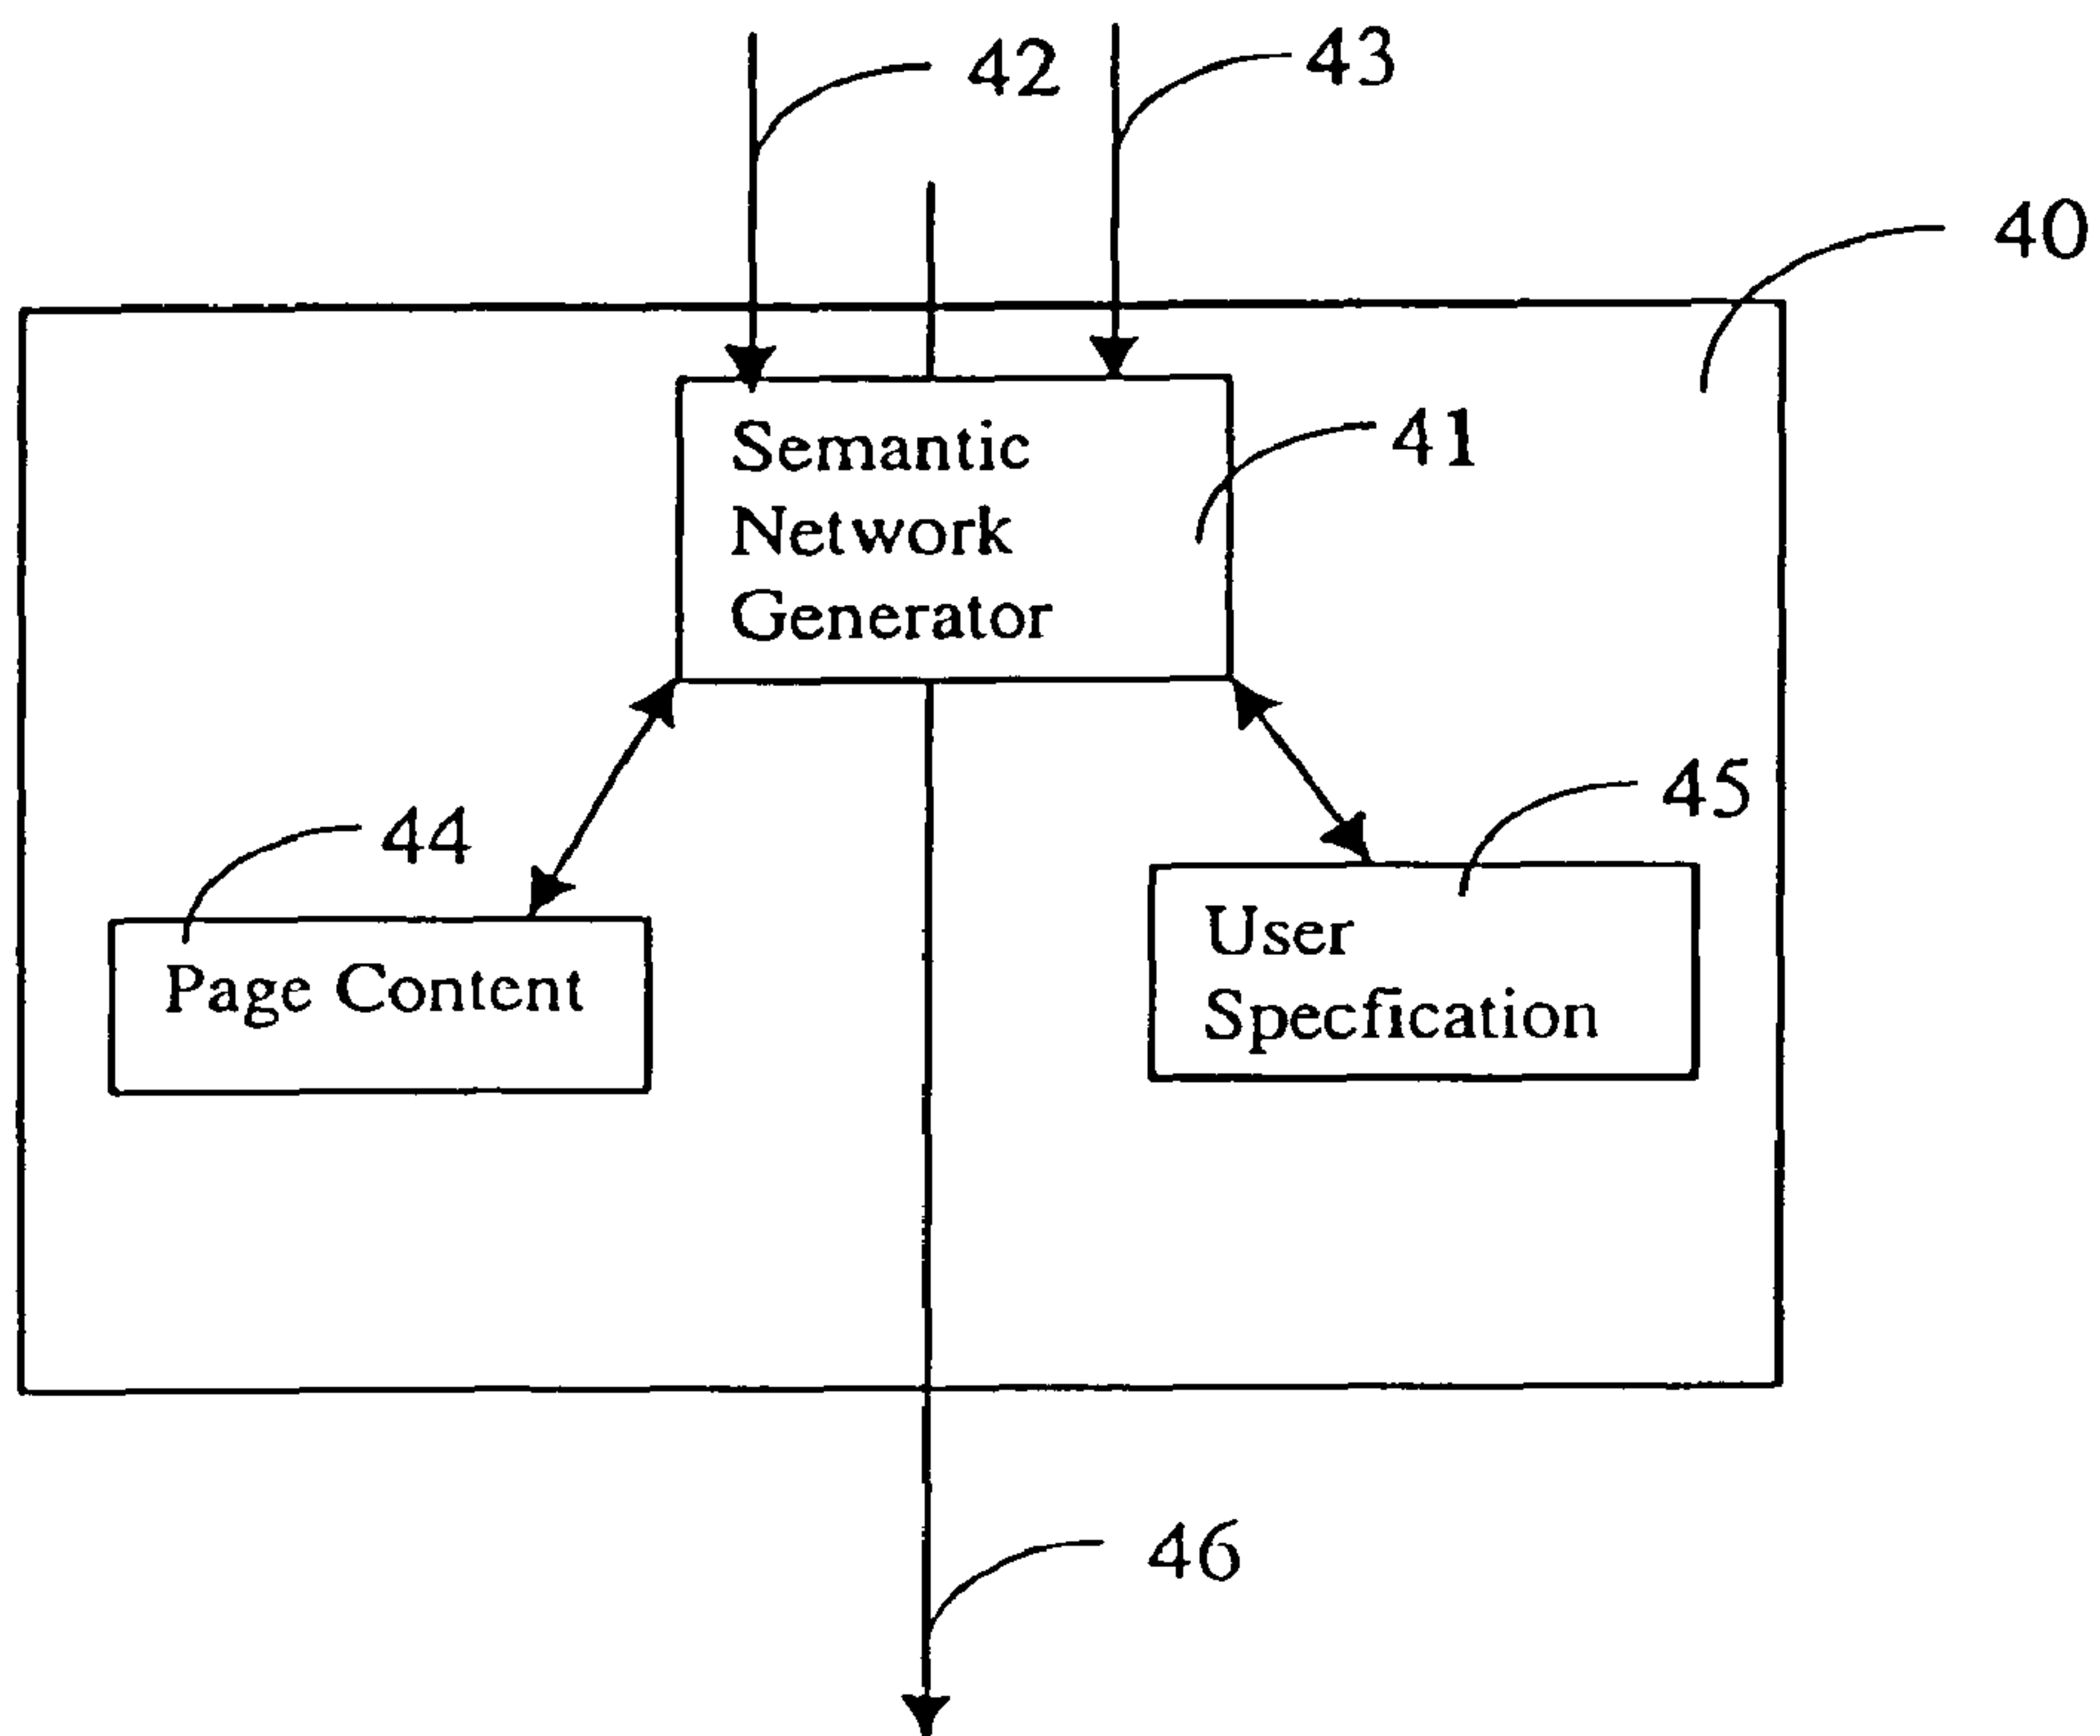 42
43
40
Semantic
Network
Generator
41
44
45
Page Content
User
Specfication
46